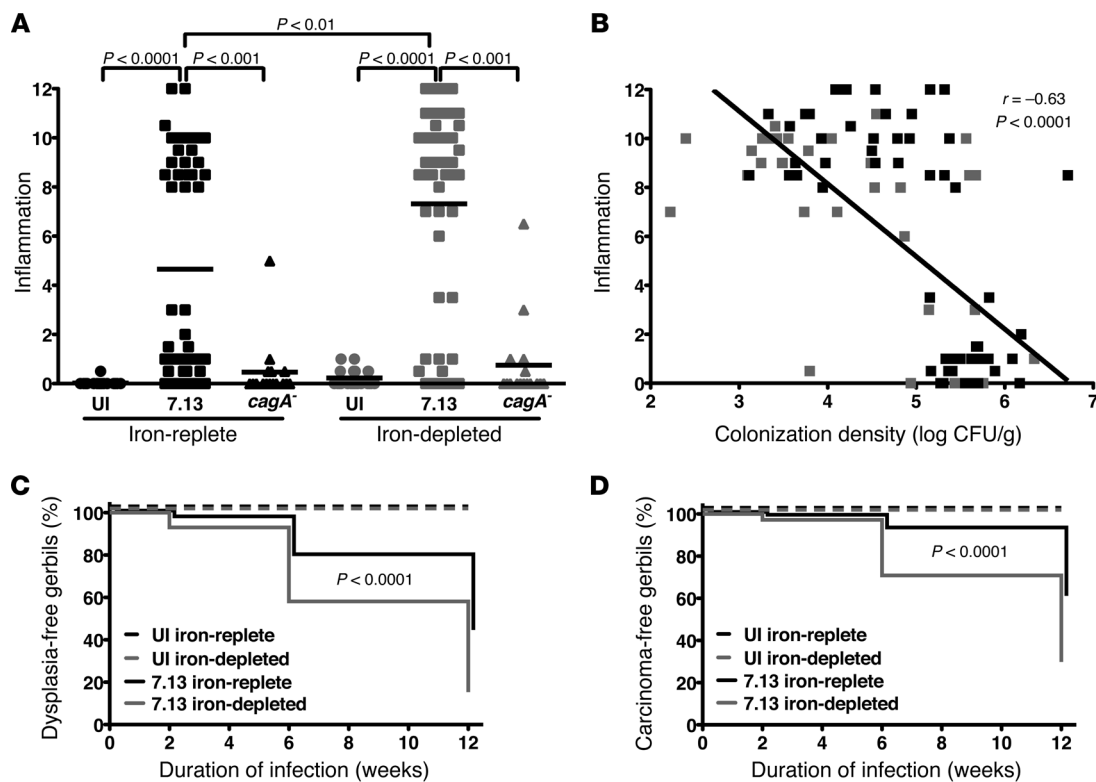 A
P < 0.01
P < 0.0001
P < 0.001
P < 0.0001
P < 0.001
Inflammation
12
10
8
6
4
2
0
UI
7.13
cagA-
UI
7.13
cagA-
Iron-replete
Iron-depleted
B
r = –0.63
P < 0.0001
Inflammation
12
10
8
6
4
2
0
2
3
4
5
6
7
Colonization density (log CFU/g)
C
Dysplasia-free gerbils (%)
100
80
60
40
20
0
P < 0.0001
UI iron-replete
UI iron-depleted
7.13 iron-replete
7.13 iron-depleted
0
2
4
6
8
10
12
Duration of infection (weeks)
D
Carcinoma-free gerbils (%)
100
80
60
40
20
0
P < 0.0001
UI iron-replete
UI iron-depleted
7.13 iron-replete
7.13 iron-depleted
0
2
4
6
8
10
12
Duration of infection (weeks)